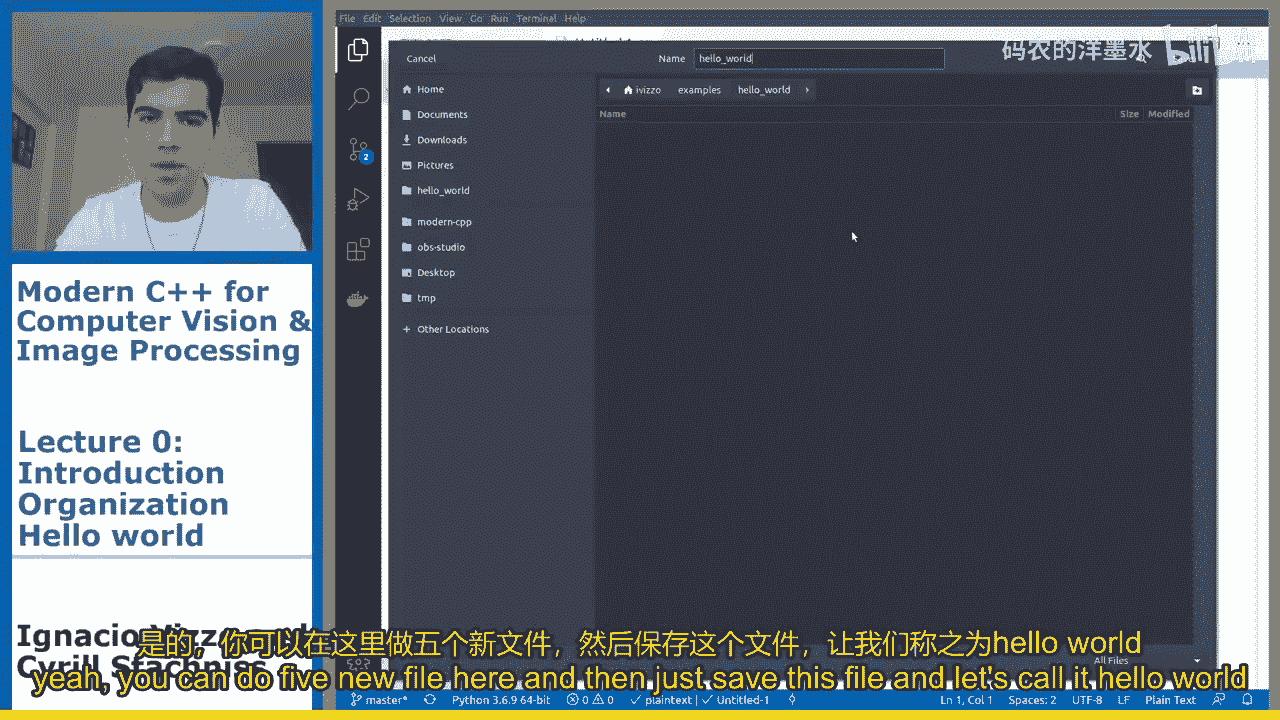 File Edit Selection View Go Run Terminal Help
码农的洋墨水 bilibili
Cancel
Name hello_world
ivizzo examples hello_world
Name Size Modified
Home
Documents
Downloads
Pictures
hello_world
modern-cpp
obs-studio
Desktop
tmp
Other Locations
2
All Files
master* Python 3.6.9 64-bit 0 0 plaintext Untitled-1 Ln 1, Col 1 Spaces: 2 UTF-8 LF Plain Text
Modern C++ for
Computer Vision &
Image Processing
Lecture 0:
Introduction
Organization
Hello world
Ignacio Vizzo
Cyrill Stachniss
是的，你可以在这里做五个新文件，然后保存这个文件，让我们称之为hello world
yeah, you can do five new file here and then just save this file and let's call it hello world